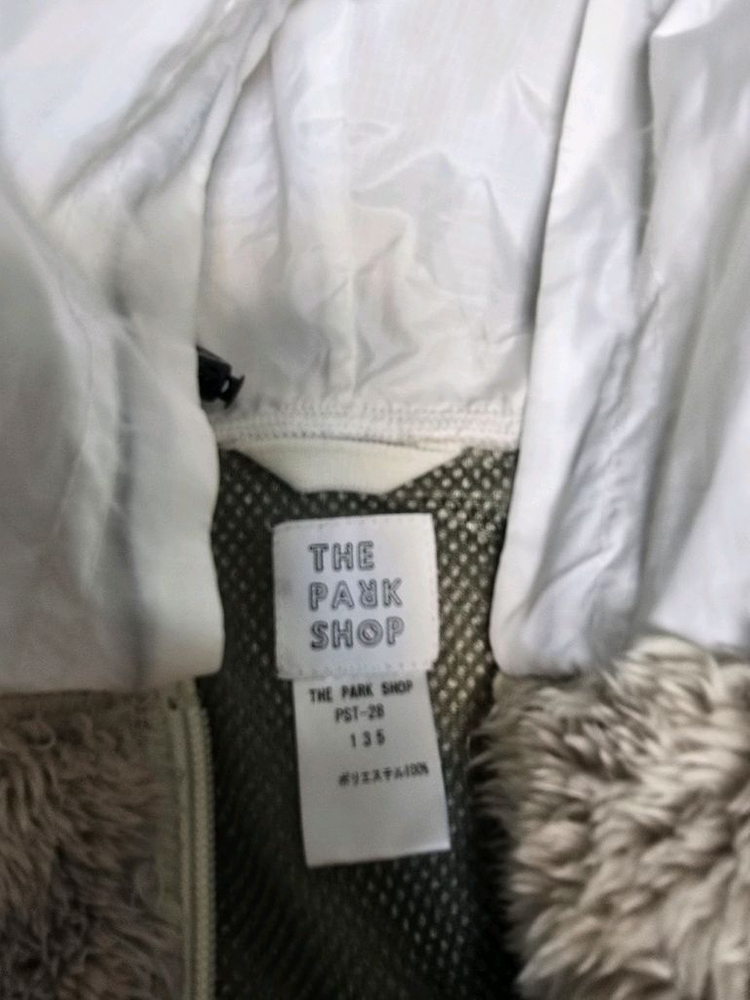 THE
PARK
SHOP
THE PARK SHOP
PST-28
135
ポリエステル100%